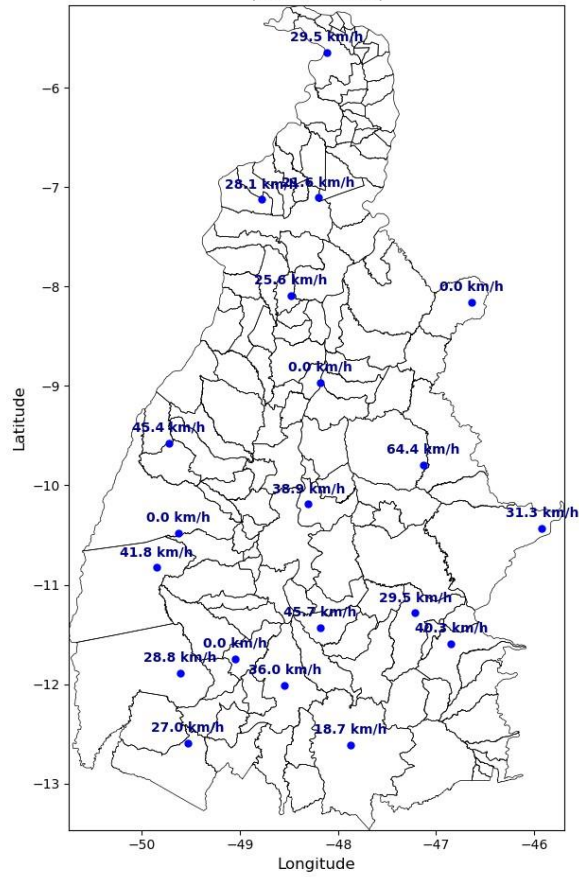 29.5 km/h
−6
−7
28.1 km/h
km/h
25.6 km/h
−8
0.0 km/h
0.0 km/h
−9
45.4 km/h
64.4 km/h
Latitude
−10
38.9 km/h
0.0 km/h
31.3 km/h
41.8 km/h
−11
29.5 km/h
45.7 km/h
40.3 km/h
0.0 km/h
28.8 km/h
36.0 km/h
−12
27.0 km/h
18.7 km/h
−13
−50
−49
−48
−47
−46
Longitude